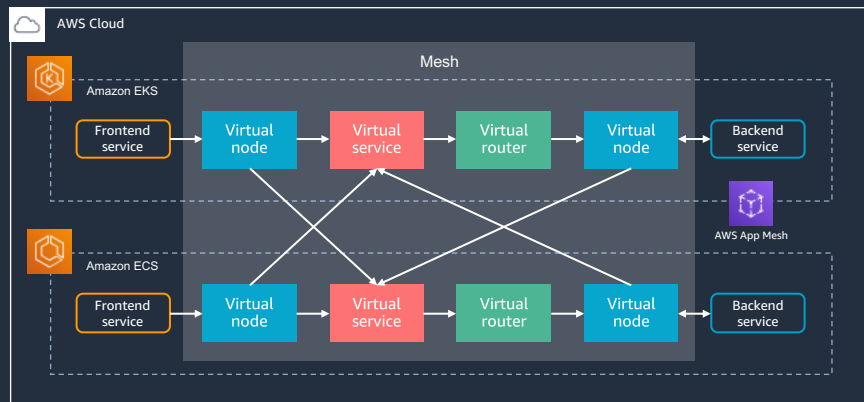 AWS Cloud
Mesh
Amazon EKS
Frontend
service
Virtual
node
Virtual
service
Virtual
router
Virtual
node
Backend
service
AWS App Mesh
Amazon ECS
Frontend
service
Virtual
node
Virtual
service
Virtual
router
Virtual
node
Backend
service